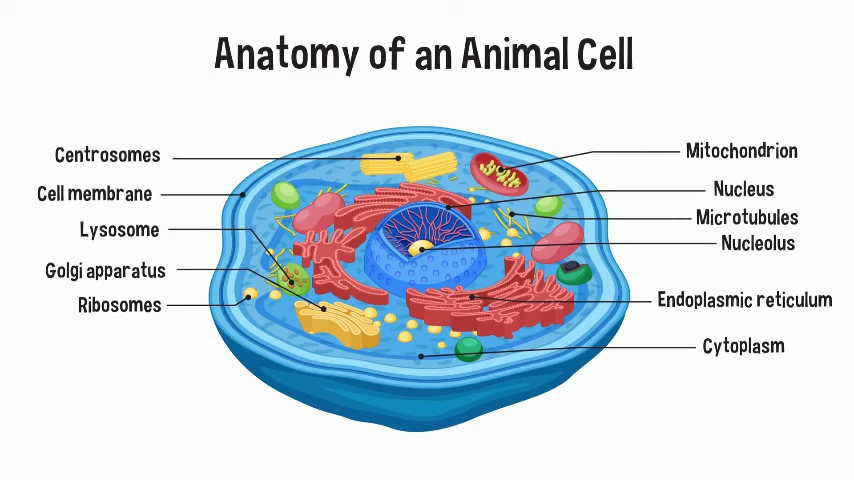 Anatomy of an Animal Cell
Centrosomes
Cell membrane
Lysosome
Golgi apparatus
Ribosomes
Mitochondrion
Nucleus
Microtubules
Nucleolus
Endoplasmic reticulum
Cytoplasm